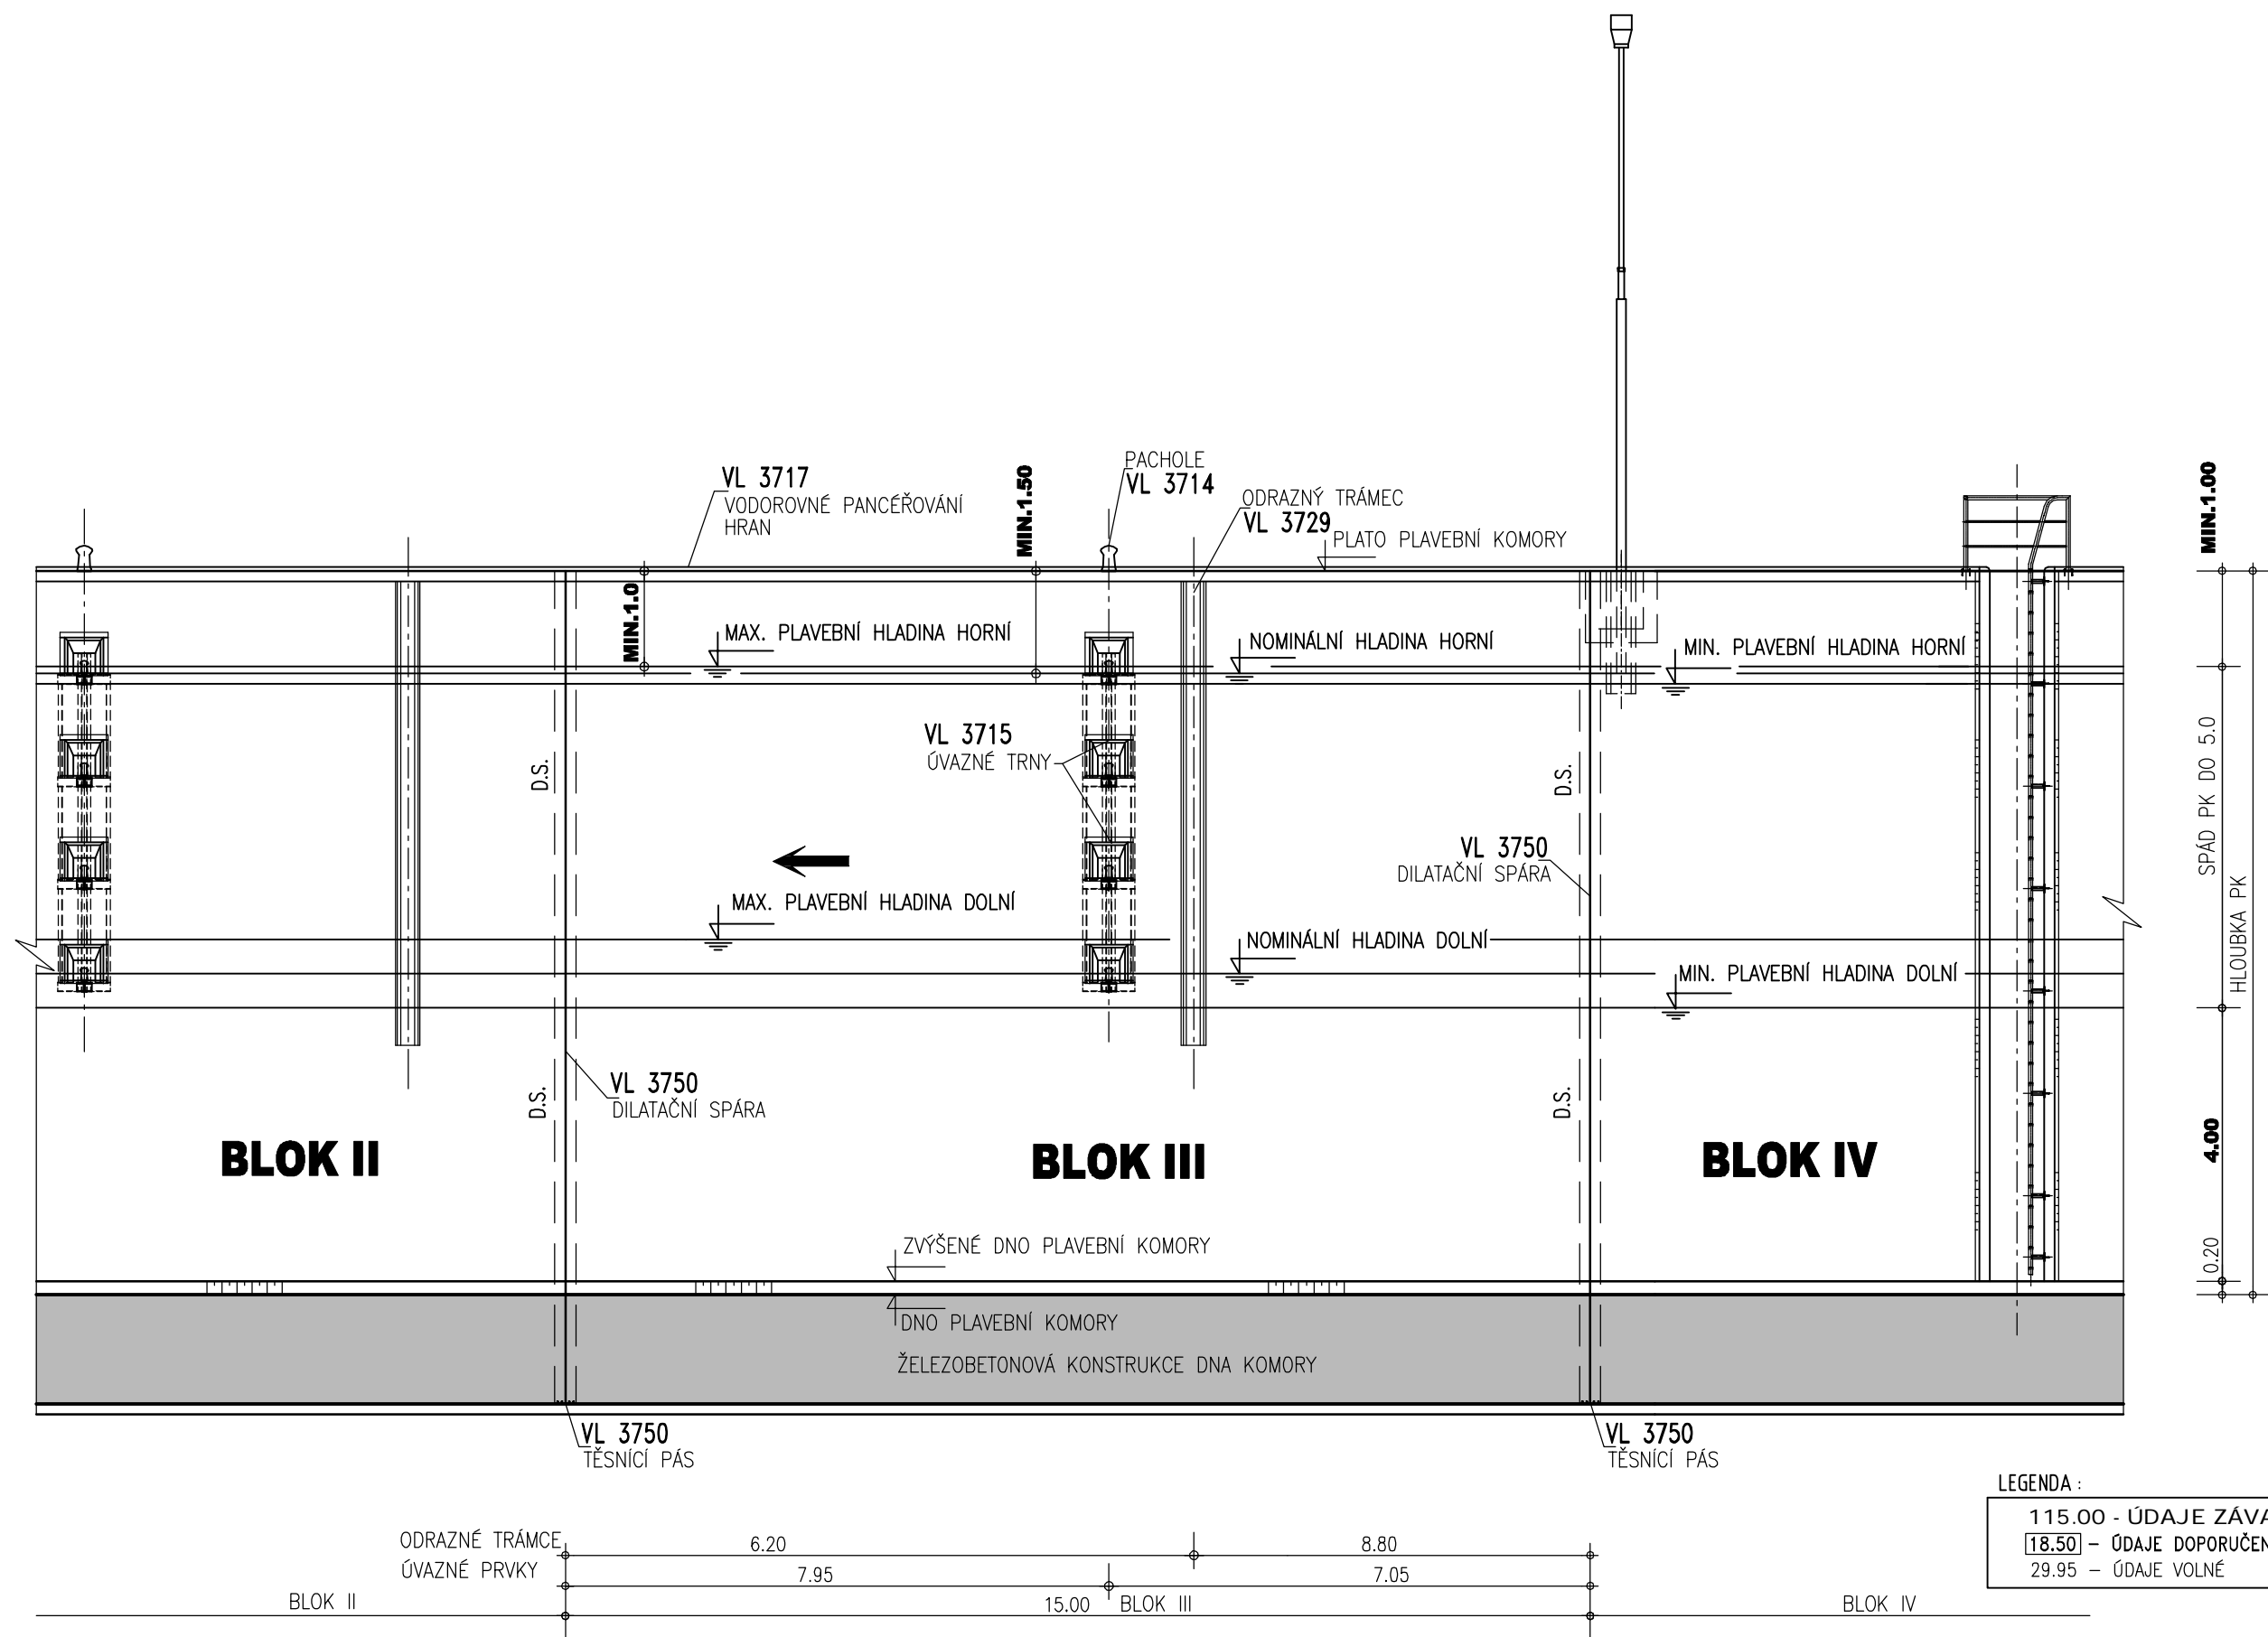 VL 3717
VODOROVNÉ PANCÉŘOVÁNÍ
HRAN
MIN.1.50
PACHOLE
VL 3714
ODRAZNÝ TRÁMEC
VL 3729
PLATO PLAVEBNÍ KOMORY
MIN.1.00
MIN.1.0
MAX. PLAVEBNÍ HLADINA HORNÍ
NOMINÁLNÍ HLADINA HORNÍ
MIN. PLAVEBNÍ HLADINA HORNÍ
VL 3715
ÚVAZNÉ TRNY
D.S.
D.S.
SPÁD PK DO 5.0
VL 3750
DILATAČNÍ SPÁRA
MAX. PLAVEBNÍ HLADINA DOLNÍ
NOMINÁLNÍ HLADINA DOLNÍ
MIN. PLAVEBNÍ HLADINA DOLNÍ
HLOUBKA PK
VL 3750
DILATAČNÍ SPÁRA
D.S.
D.S.
4.00
BLOK II
BLOK III
BLOK IV
ZVÝŠENÉ DNO PLAVEBNÍ KOMORY
0.20
DNO PLAVEBNÍ KOMORY
ŽELEZOBETONOVÁ KONSTRUKCE DNA KOMORY
VL 3750
TĚSNÍCÍ PÁS
VL 3750
TĚSNÍCÍ PÁS
LEGENDA :
115.00 - ÚDAJE ZÁVA
18.50 - ÚDAJE DOPORUČEN
29.95 - ÚDAJE VOLNÉ
ODRAZNÉ TRÁMCE
6.20
8.80
ÚVAZNÉ PRVKY
7.95
7.05
BLOK II
15.00 BLOK III
BLOK IV